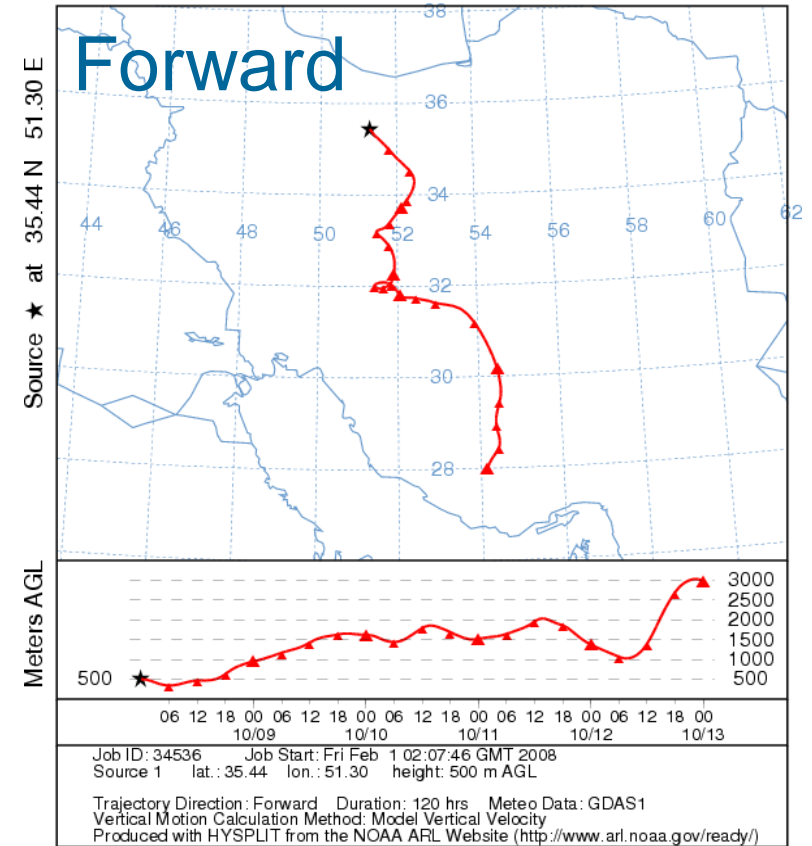 Forward
Source ★ at 35.44 N 51.30 E
38
36
34
44 46 48 50 52 54 56 58 60 62
32
30
28
Meters AGL
3000
2500
2000
1500
1000
500 500
06 12 18 00 06 12 18 00 06 12 18 00 06 12 18 00 06 12 18 00
10/09 10/10 10/11 10/12 10/13
Job ID: 34536 Job Start: Fri Feb 1 02:07:46 GMT 2008
Source 1 lat.: 35.44 lon.: 51.30 height: 500 m AGL
Trajectory Direction: Forward Duration: 120 hrs Meteo Data: GDAS1
Vertical Motion Calculation Method: Model Vertical Velocity
Produced with HYSPLIT from the NOAA ARL Website (http://www.arl.noaa.gov/ready/)